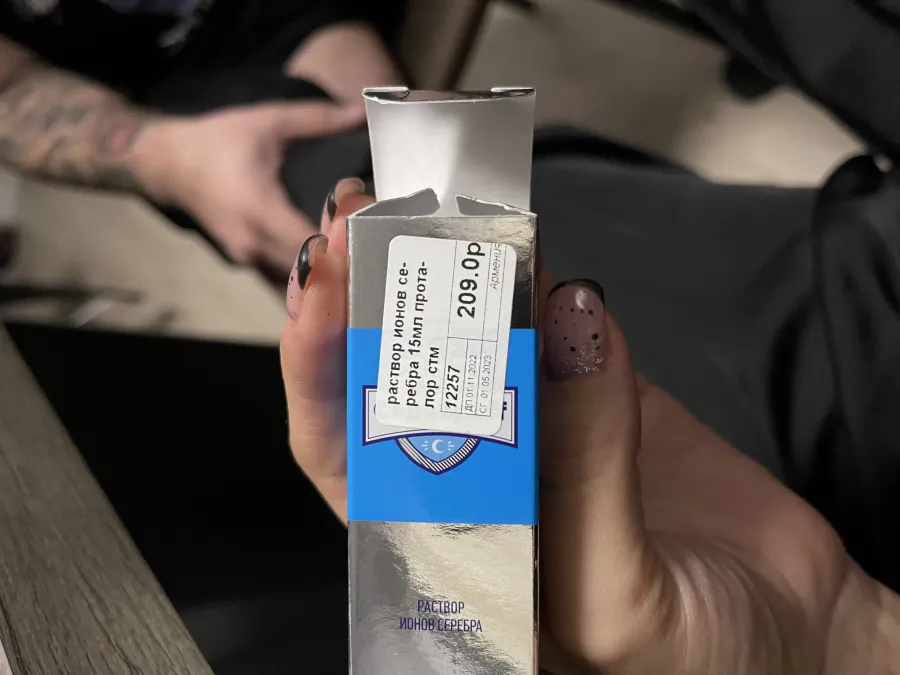 раствор ионов се-
ребра 15мл прота-
лор стм
209.0р
Армения
12257
ДП 01.11.2022
СГ. 01.05.2023
РАСТВОР
ИОНОВ СЕРЕБРА